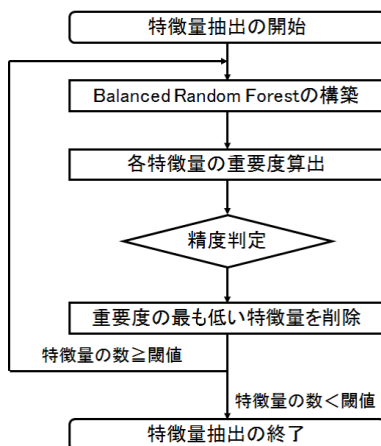 特徴量抽出の開始
Balanced Random Forestの構築
各特徴量の重要度算出
精度判定
重要度の最も低い特徴量を削除
特徴量の数≧閾値
特徴量の数<閾値
特徴量抽出の終了